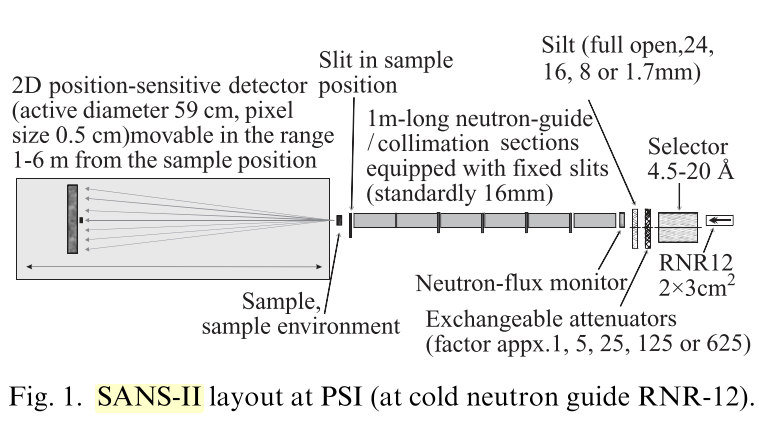 Silt (full open,24,
16, 8 or 1.7mm)
Slit in sample
position
2D position-sensitive detector
(active diameter 59 cm, pixel
size 0.5 cm)movable in the range
1-6 m from the sample position
1m-long neutron-guide
/collimation sections
equipped with fixed slits
(standardly 16mm)
Selector
4.5-20 Å
RNR12
2×3cm²
Neutron-flux monitor
Sample,
sample environment
Exchangeable attenuators
(factor appx.1, 5, 25, 125 or 625)
Fig. 1. SANS-II layout at PSI (at cold neutron guide RNR-12).